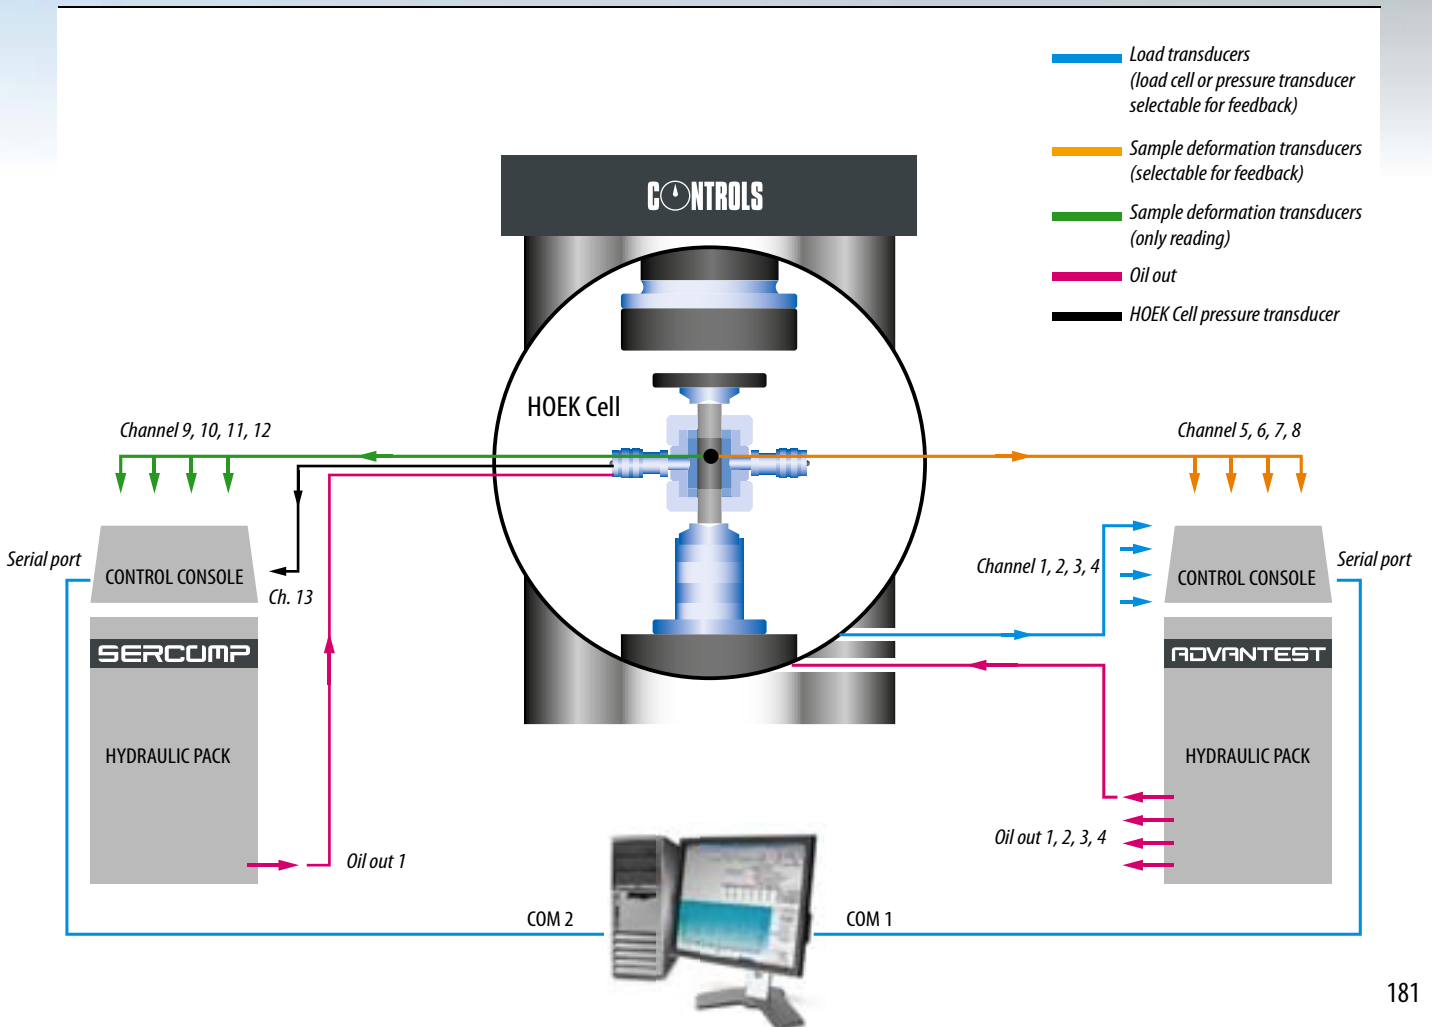 Load transducers
(load cell or pressure transducer
selectable for feedback)
Sample deformation transducers
(selectable for feedback)
Sample deformation transducers
(only reading)
Oil out
HOEK Cell pressure transducer
CONTROLS
HOEK Cell
Channel 9, 10, 11, 12
Channel 5, 6, 7, 8
Serial port
CONTROL CONSOLE
Ch. 13
Channel 1, 2, 3, 4
CONTROL CONSOLE
Serial port
SERCOMP
ADVANTEST
HYDRAULIC PACK
HYDRAULIC PACK
Oil out 1
Oil out 1, 2, 3, 4
COM 2
COM 1
181